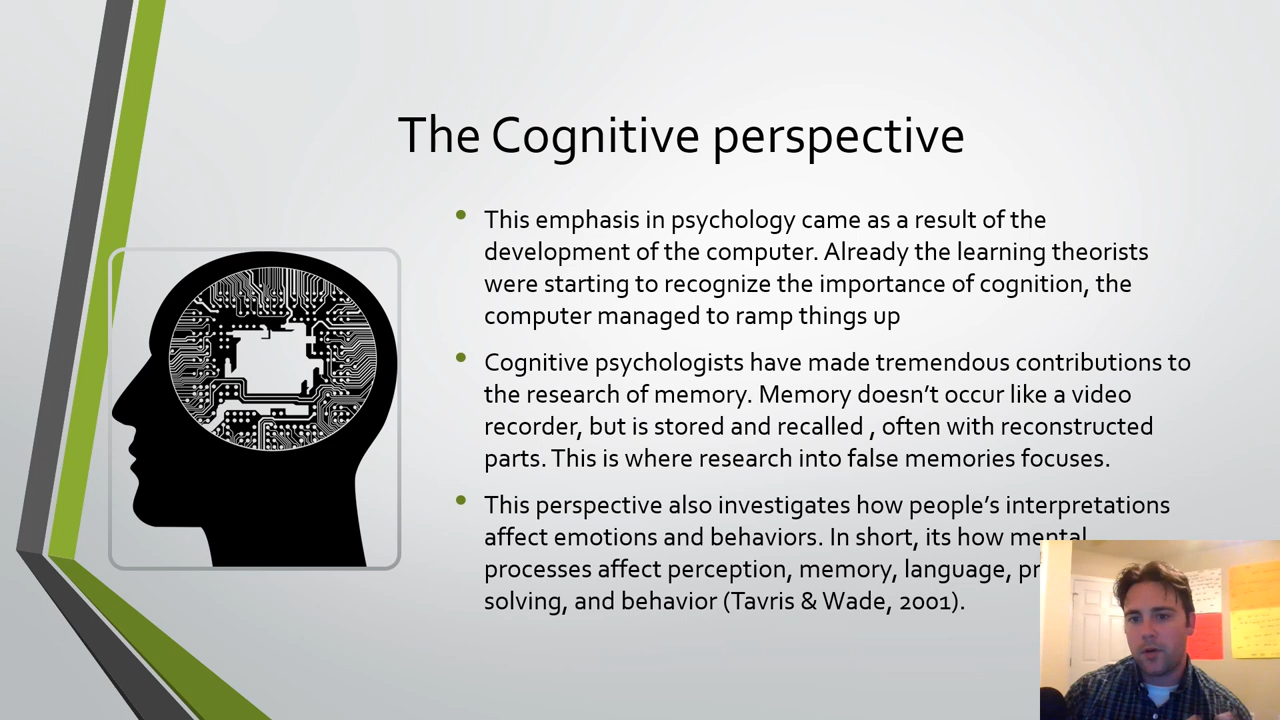 The Cognitive perspective
• This emphasis in psychology came as a result of the
development of the computer. Already the learning theorists
were starting to recognize the importance of cognition, the
computer managed to ramp things up
• Cognitive psychologists have made tremendous contributions to
the research of memory. Memory doesn’t occur like a video
recorder, but is stored and recalled , often with reconstructed
parts. This is where research into false memories focuses.
• This perspective also investigates how people’s interpretations
affect emotions and behaviors. In short, its how mental
processes affect perception, memory, language,
solving, and behavior (Tavris & Wade, 2001).